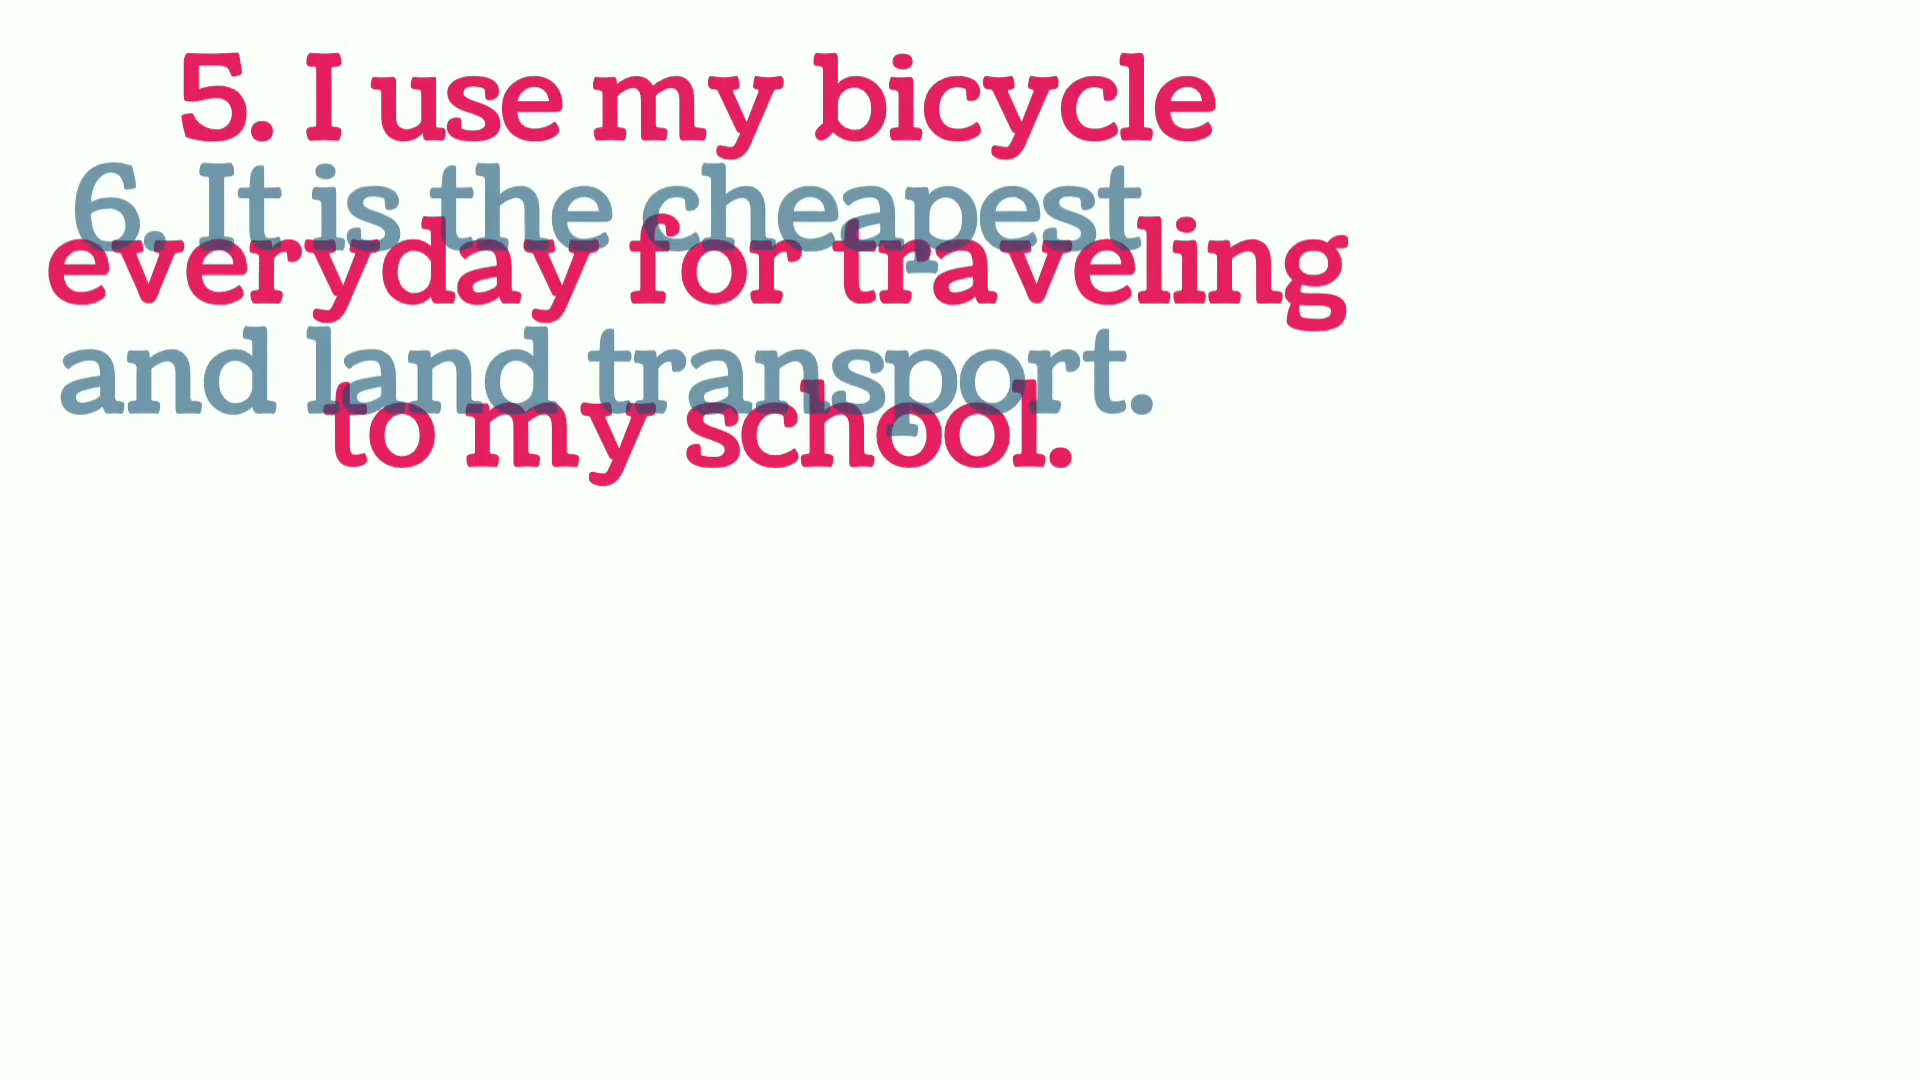 5. I use my bicycle
everyday for traveling
to my school.
6. It is the cheapest
and land transport.